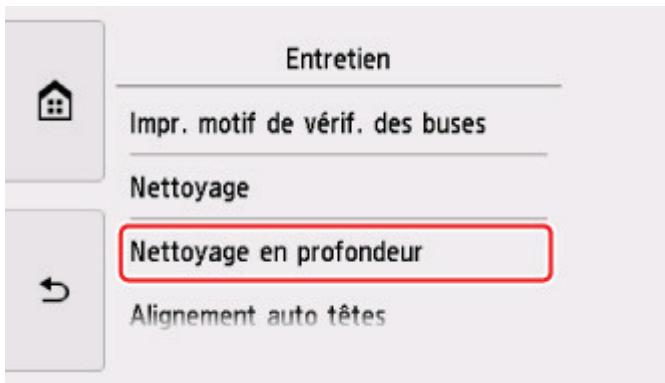 Entretien
Impr. motif de vérif. des buses
Nettoyage
Nettoyage en profondeur
Alignement auto têtes